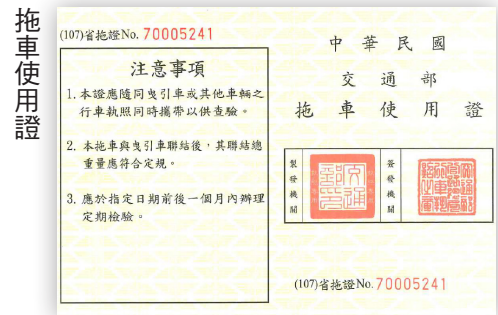 拖車使用證
(107)省拖證No. 70005241
注意事項
1. 本證應隨同曳引車或其他車輛之
行車執照同時攜帶以供查驗。
2. 本拖車與曳引車聯結後，其聯結總
重量應符合定規。
3. 應於指定日期前後一個月內辦理
定期檢驗。
中華民國
交通部
拖車使用證
製發機關
交通部印
簽發機關
(107)省拖證No. 70005241